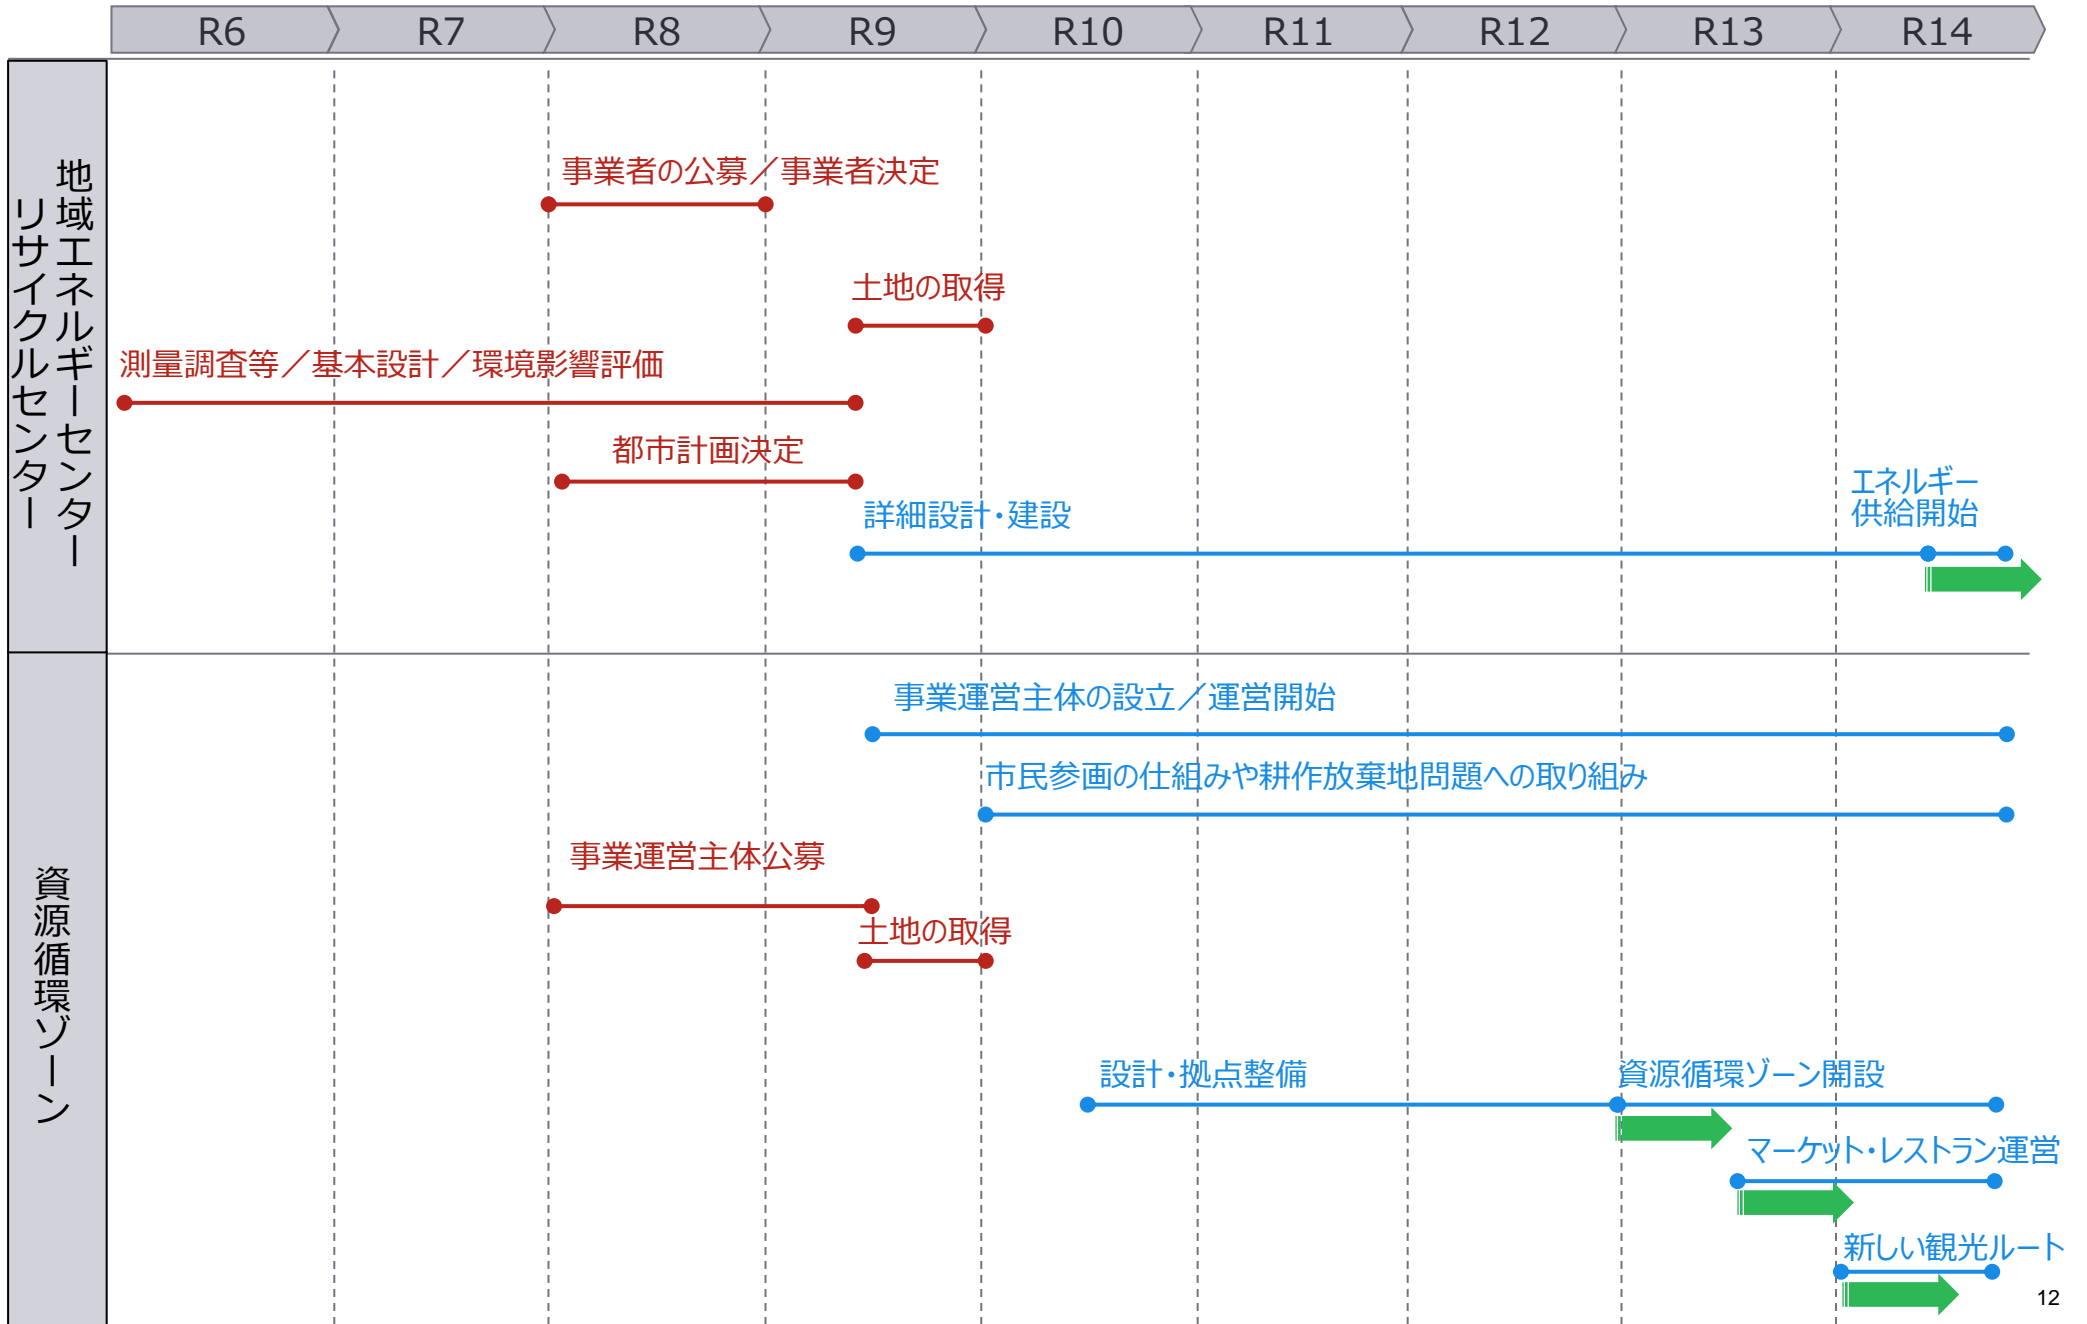 R6
R7
R8
R9
R10
R11
R12
R13
R14
地域エネルギーセンター
リサイクルセンター
事業者の公募／事業者決定
土地の取得
測量調査等／基本設計／環境影響評価
都市計画決定
詳細設計・建設
エネルギー
供給開始
資源循環ゾーン
事業運営主体の設立／運営開始
市民参画の仕組みや耕作放棄地問題への取り組み
事業運営主体公募
土地の取得
設計・拠点整備
資源循環ゾーン開設
マーケット・レストラン運営
新しい観光ルート
12